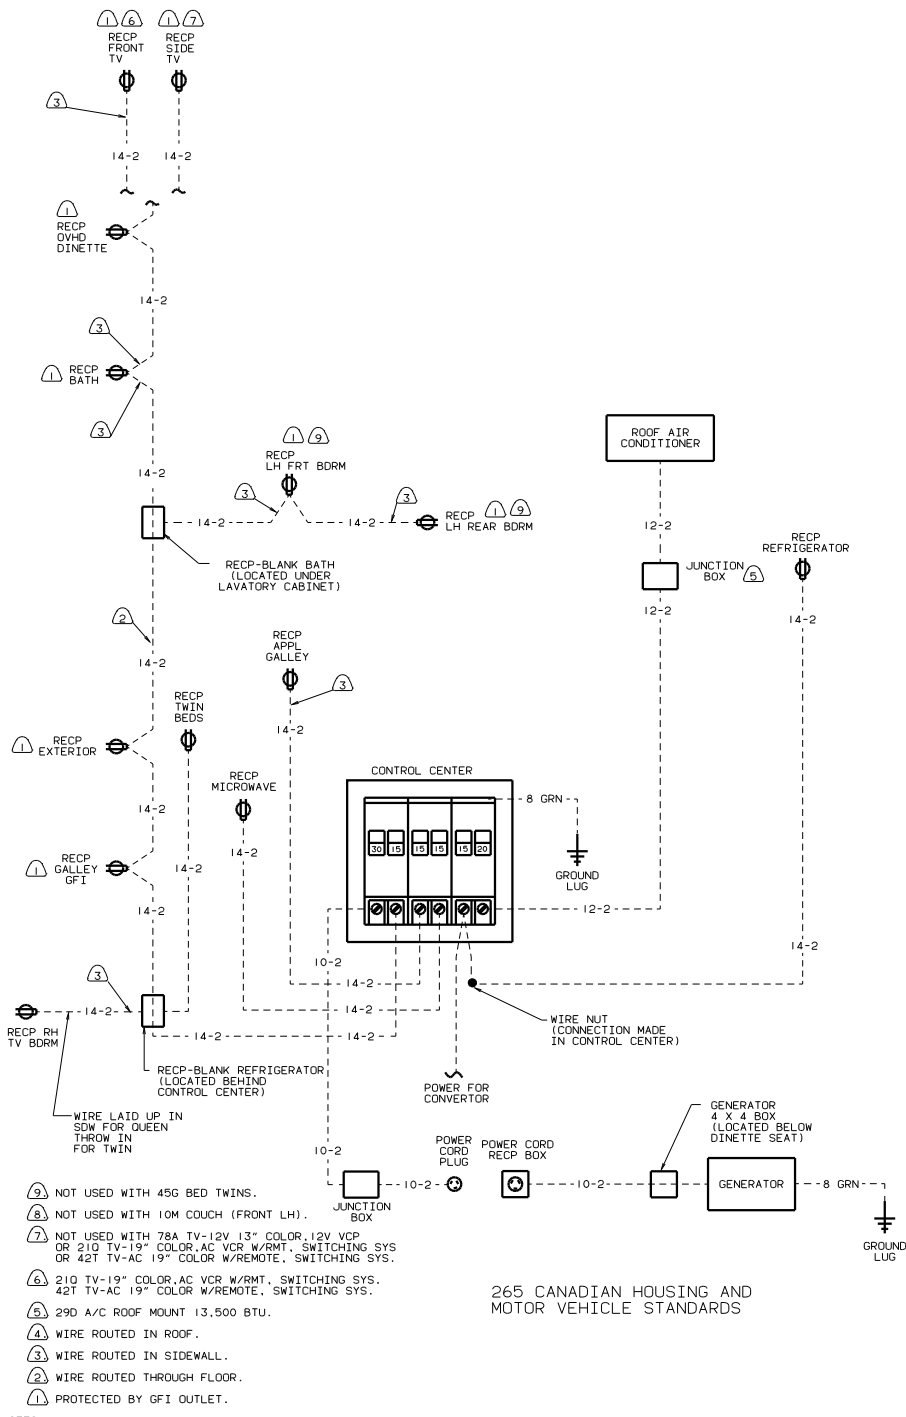 1 6 1 7
RECP
FRONT
TV
RECP
SIDE
TV
3
14-2 14-2
1
RECP
OVHD
DINETTE
14-2
3
1 RECP
BATH
3
14-2
ROOF AIR
CONDITIONER
1 9
RECP
LH FRT BDRM
3
3
14-2 14-2
RECP 1 9
LH REAR BDRM
12-2
RECP
REFRIGERATOR
RECP-BLANK BATH
(LOCATED UNDER
LAVATORY CABINET)
JUNCTION
BOX 5
12-2
14-2
2
14-2
RECP
APPL
GALLEY
3
14-2
RECP
TWIN
BEDS
1 RECP
EXTERIOR
RECP
MICROWAVE
CONTROL CENTER
8 GRN
14-2
30 15 15 15 15 20
14-2
14-2
1 RECP
GALLEY
GFI
GROUND
LUG
14-2
12-2
10-2
14-2
3
14-2
14-2
14-2
14-2
RECP RH
TV BDRM
14-2 14-2
WIRE NUT
(CONNECTION MADE
IN CONTROL CENTER)
RECP-BLANK REFRIGERATOR
(LOCATED BEHIND
CONTROL CENTER)
POWER FOR
CONVERTOR
WIRE LAID UP IN
SDW FOR QUEEN
THROW IN
FOR TWIN
GENERATOR
4 X 4 BOX
(LOCATED BELOW
DINETTE SEAT)
10-2
POWER
CORD
PLUG
POWER CORD
RECP BOX
10-2
10-2
GENERATOR
8 GRN
JUNCTION
BOX
GROUND
LUG
9. NOT USED WITH 45G BED TWINS.
8. NOT USED WITH 10M COUCH (FRONT LH).
7. NOT USED WITH 78A TV-12V 13" COLOR,12V VCP
OR 21Q TV-19" COLOR,AC VCR W/RMT, SWITCHING SYS
OR 42T TV-AC 19" COLOR W/REMOTE, SWITCHING SYS.
6. 21Q TV-19" COLOR,AC VCR W/RMT, SWITCHING SYS.
42T TV-AC 19" COLOR W/REMOTE, SWITCHING SYS.
5. 29D A/C ROOF MOUNT 13,500 BTU.
4. WIRE ROUTED IN ROOF.
3. WIRE ROUTED IN SIDEWALL.
2. WIRE ROUTED THROUGH FLOOR.
1. PROTECTED BY GFI OUTLET.
265 CANADIAN HOUSING AND
MOTOR VEHICLE STANDARDS